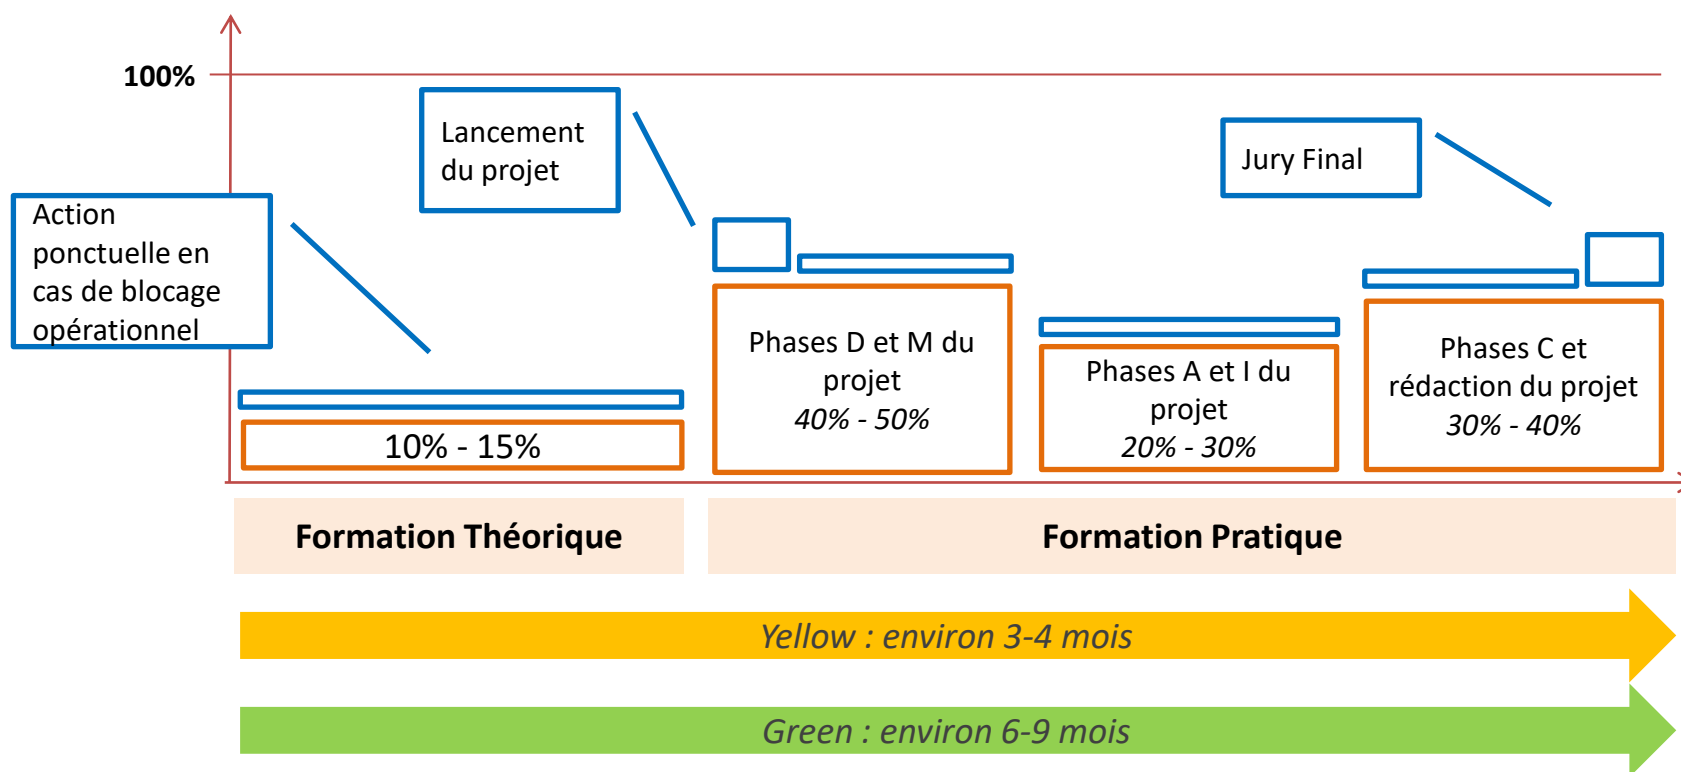 100%
Lancement
du projet
Jury Final
Action
ponctuelle en
cas de blocage
opérationnel
Phases D et M du
projet
40% - 50%
Phases A et I du
projet
20% - 30%
Phases C et
rédaction du projet
30% - 40%
10% - 15%
Formation Théorique
Formation Pratique
Yellow : environ 3-4 mois
Green : environ 6-9 mois